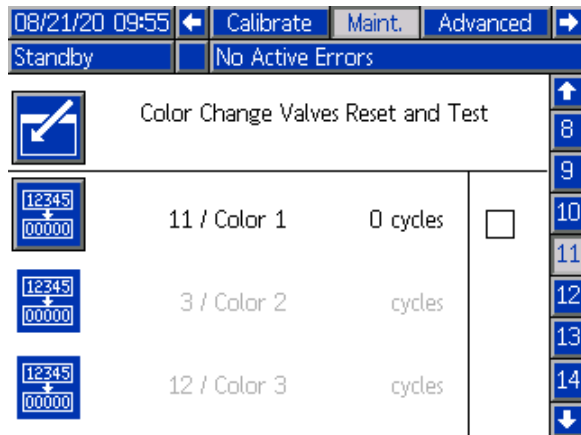 08/21/20 09:55 Calibrate Maint. Advanced
Standby No Active Errors
Color Change Valves Reset and Test
8
9
12345
00000
11 / Color 1 0 cycles
10
11
12345
00000
3 / Color 2 cycles
12
13
12345
00000
12 / Color 3 cycles
14